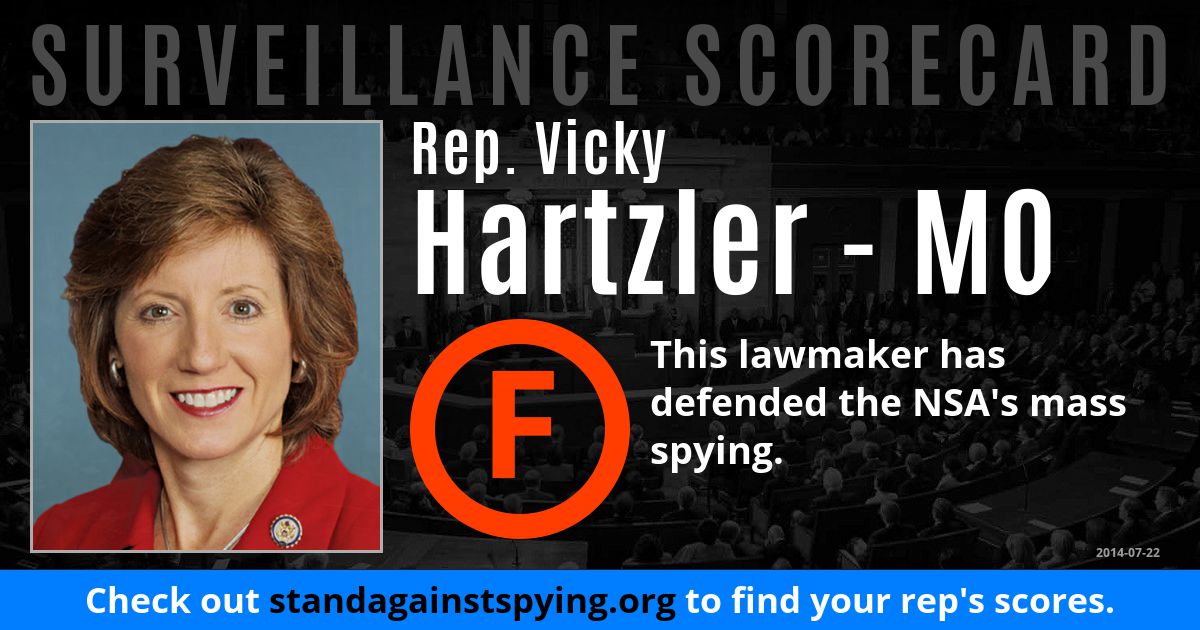 SURVEILLANCE SCORECARD
Rep. Vicky
Hartzler - MO
F
This lawmaker has
defended the NSA's mass
spying.
2014-07-22
Check out standagainstspying.org to find your rep's scores.